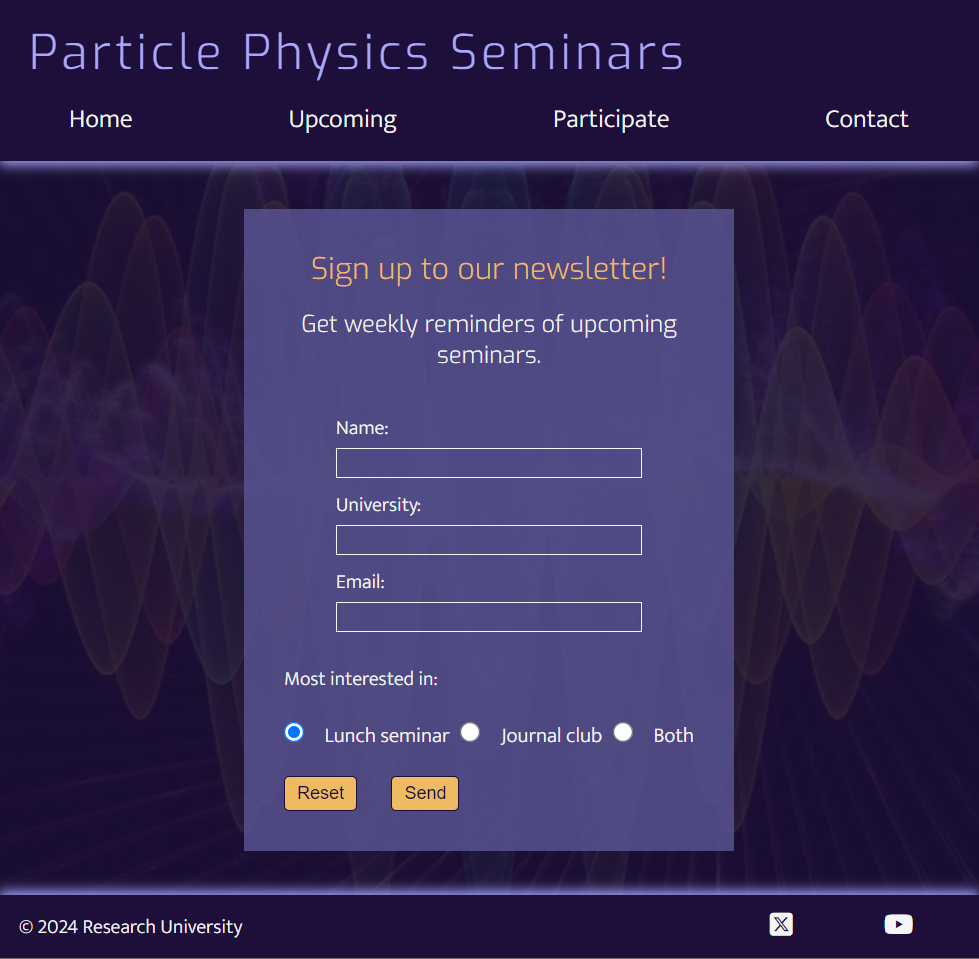 Particle Physics Seminars
Home Upcoming Participate Contact
Sign up to our newsletter!
Get weekly reminders of upcoming
seminars.
Name:
University:
Email:
Most interested in:
Lunch seminar Journal club Both
Reset Send
© 2024 Research University